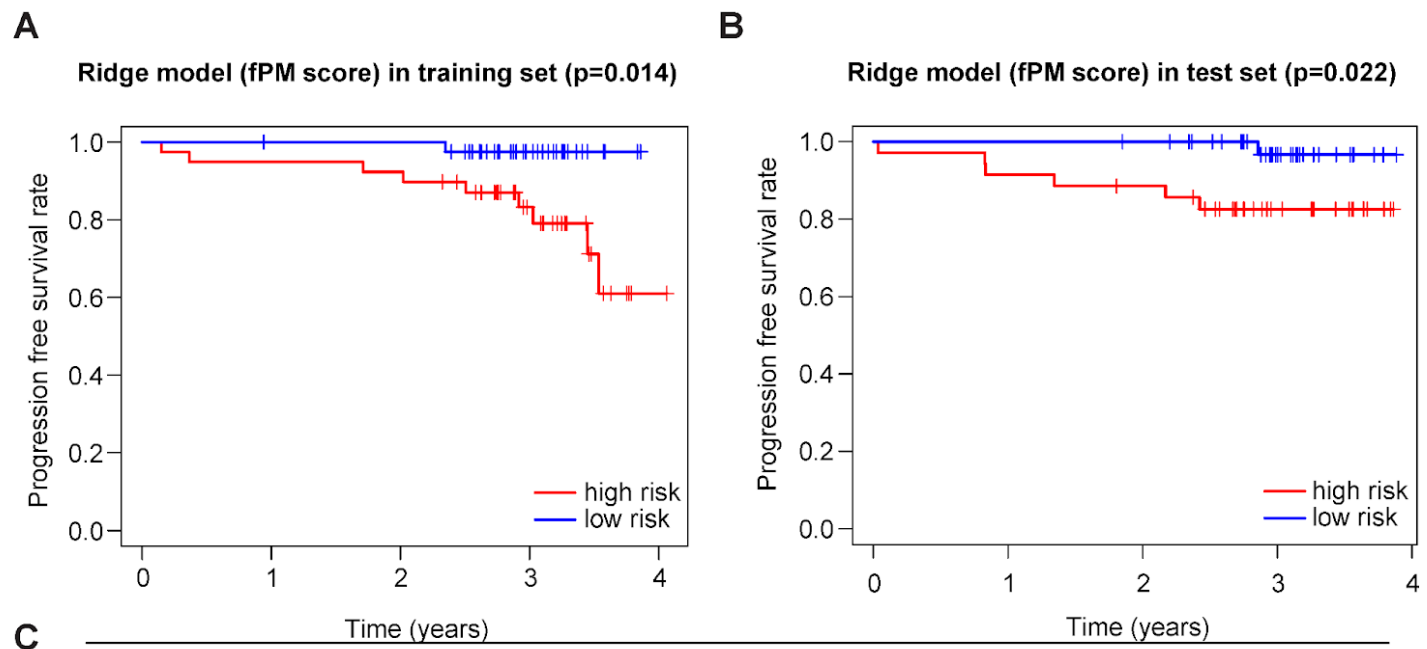 A
Ridge model (fPM score) in training set (p=0.014)
Progression free survival rate
1.0
0.8
0.6
0.4
0.2
0.0
high risk
low risk
0 1 2 3 4
Time (years)
B
Ridge model (fPM score) in test set (p=0.022)
Progression free survival rate
1.0
0.8
0.6
0.4
0.2
0.0
high risk
low risk
0 1 2 3 4
Time (years)
C